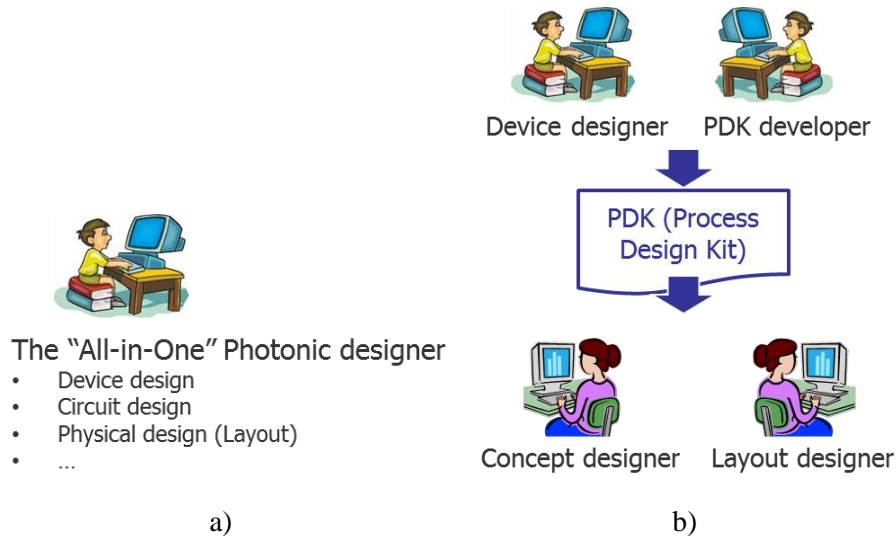 The “All-in-One” Photonic designer
• Device design
• Circuit design
• Physical design (Layout)
• ...
a)
Device designer PDK developer
PDK (Process
Design Kit)
Concept designer Layout designer
b)